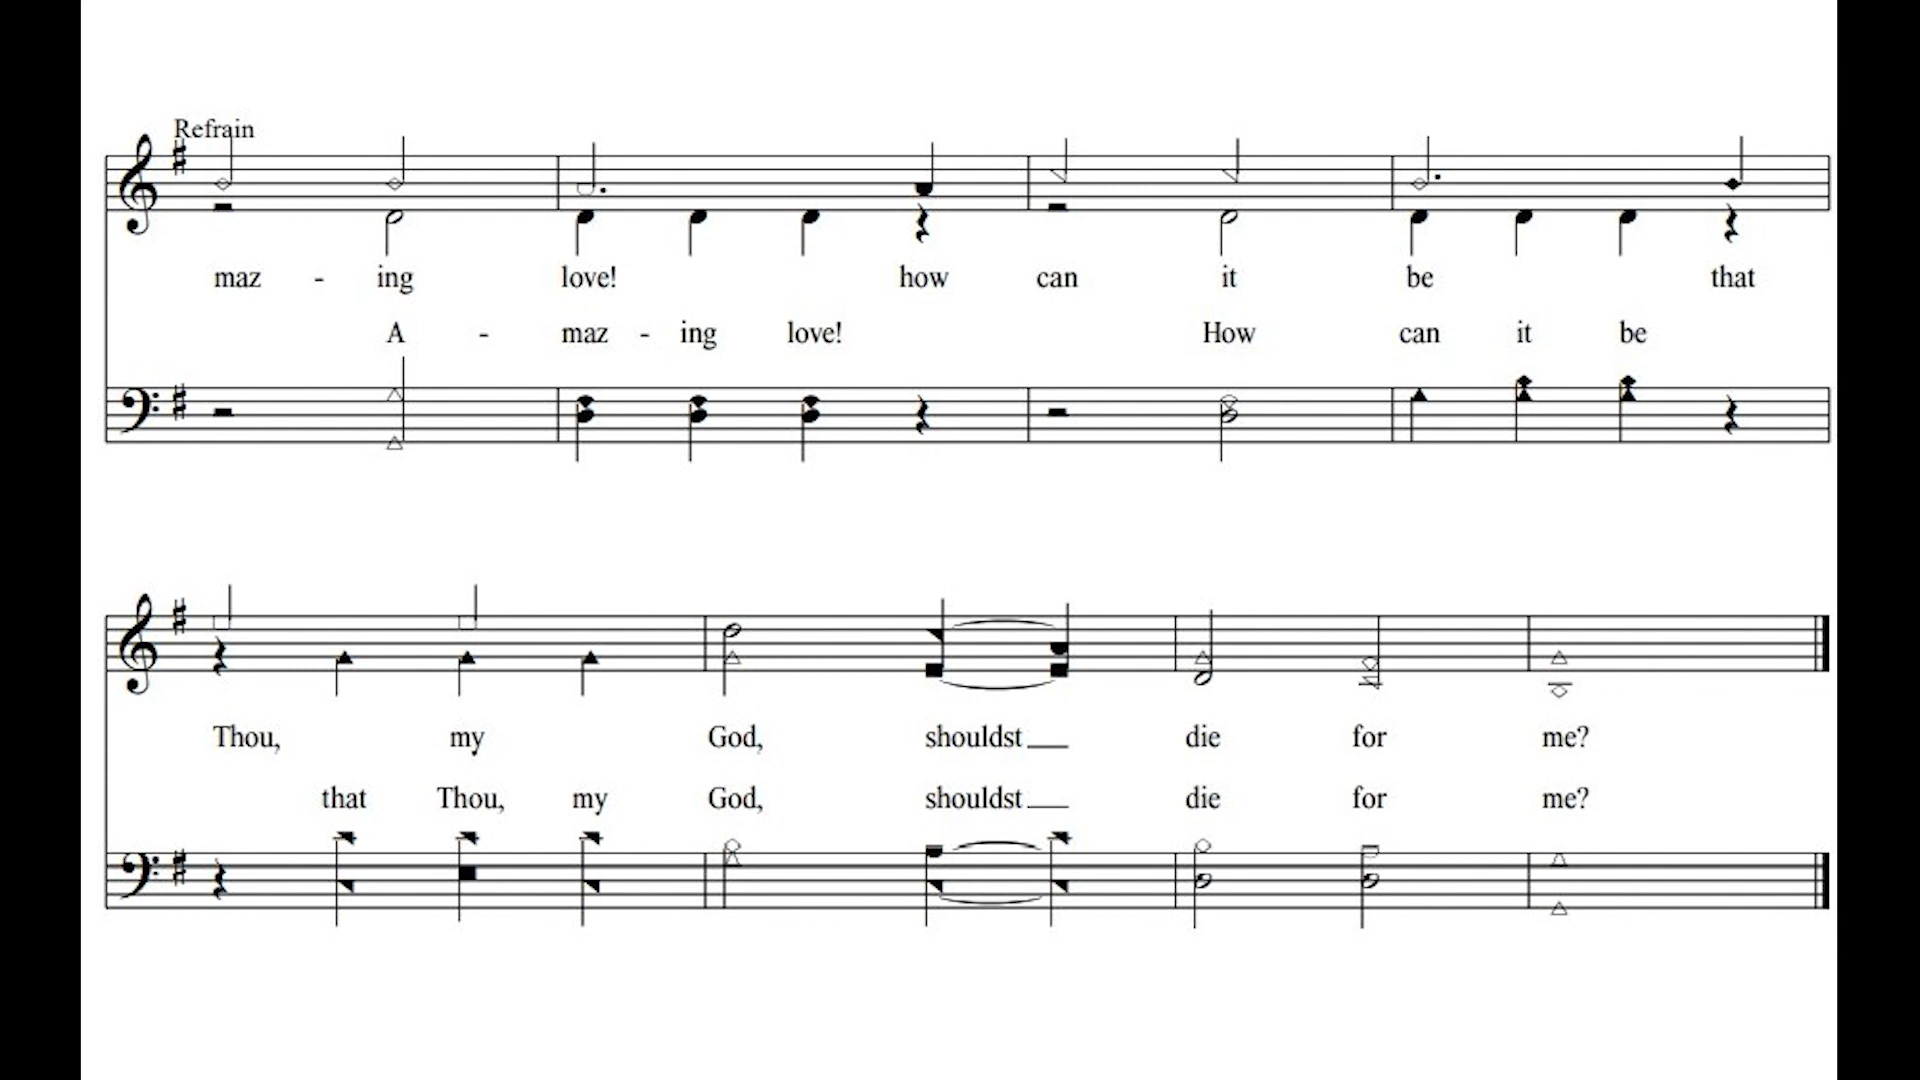 Refrain
maz - ing love! how can it be that
A - maz - ing love! How can it be
Thou, my God, shouldst die for me?
that Thou, my God, shouldst die for me?